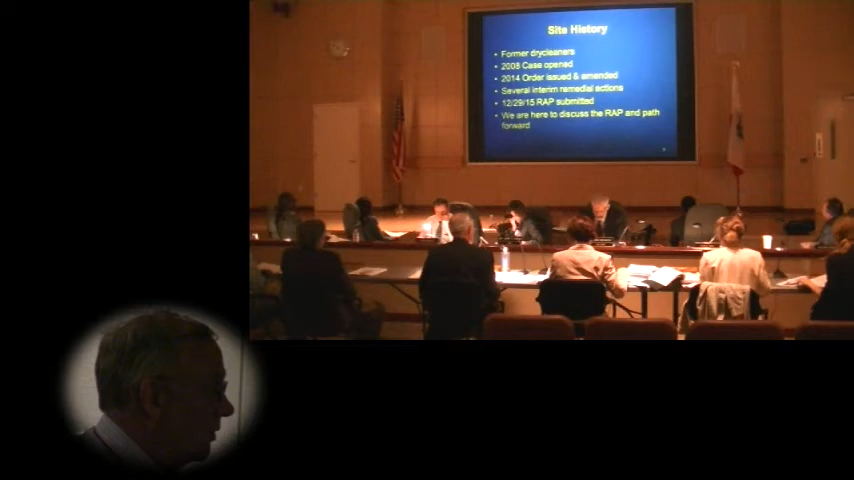 Site History
• Former drycleaners
• 2008 Case opened
• 2014 Order issued & amended
• Several interim remedial actions
• 12/29/15 RAP submitted
• We are here to discuss the RAP and path
forward